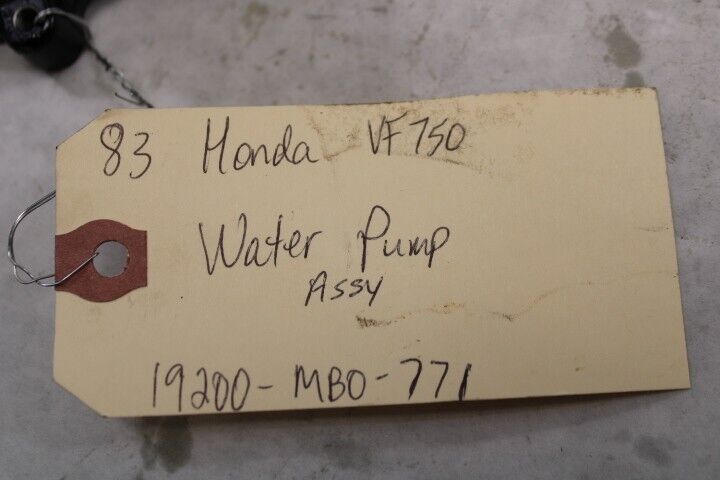 83 Honda VF750
Water Pump
Assy
19200-MB0-771